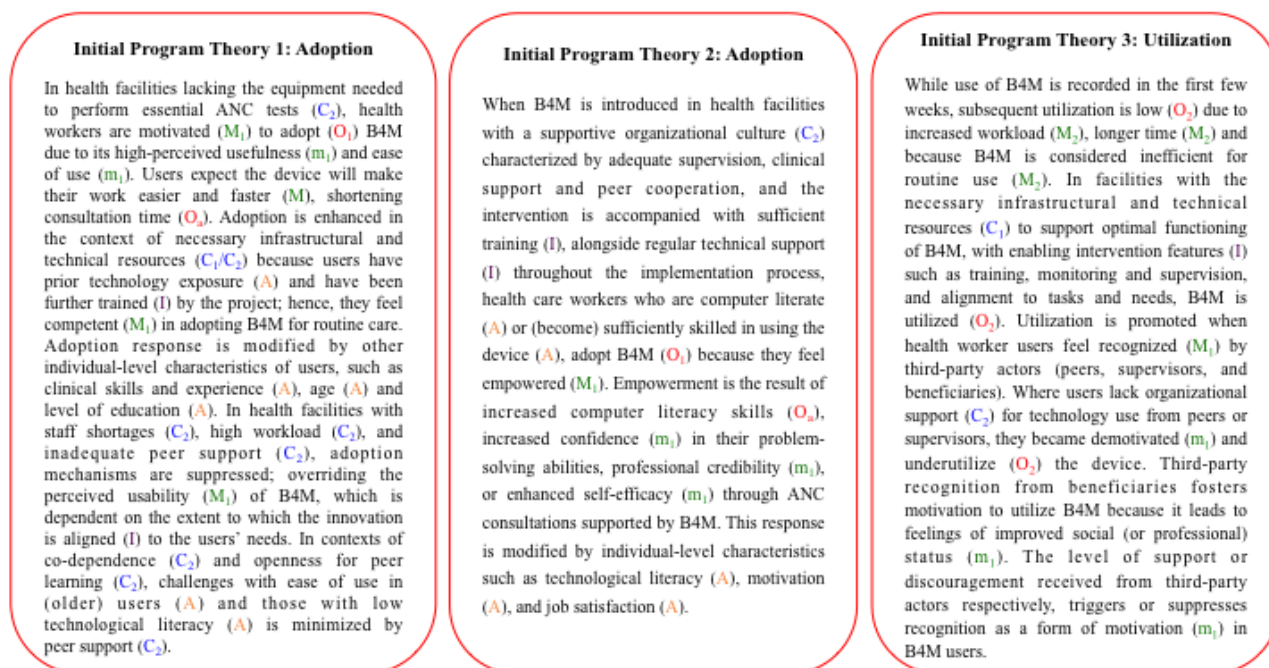 Initial Program Theory 1: Adoption
In health facilities lacking the equipment needed
to perform essential ANC tests (C₂), health
workers are motivated (M₁) to adopt (O₁) B4M
due to its high-perceived usefulness (m₁) and ease
of use (m₁). Users expect the device will make
their work easier and faster (M), shortening
consultation time (Oₐ). Adoption is enhanced in
the context of necessary infrastructural and
technical resources (C₁/C₂) because users have
prior technology exposure (A) and have been
further trained (I) by the project; hence, they feel
competent (M₁) in adopting B4M for routine care.
Adoption response is modified by other
individual-level characteristics of users, such as
clinical skills and experience (A), age (A) and
level of education (A). In health facilities with
staff shortages (C₂), high workload (C₂), and
inadequate peer support (C₂), adoption
mechanisms are suppressed; overriding the
perceived usability (M₁) of B4M, which is
dependent on the extent to which the innovation
is aligned (I) to the users' needs. In contexts of
co-dependence (C₂) and openness for peer
learning (C₂), challenges with ease of use in
(older) users (A) and those with low
technological literacy (A) is minimized by
peer support (C₂).
Initial Program Theory 2: Adoption
When B4M is introduced in health facilities
with a supportive organizational culture (C₂)
characterized by adequate supervision, clinical
support and peer cooperation, and the
intervention is accompanied with sufficient
training (I), alongside regular technical support
(I) throughout the implementation process,
health care workers who are computer literate
(A) or (become) sufficiently skilled in using the
device (A), adopt B4M (O₁) because they feel
empowered (M₁). Empowerment is the result of
increased computer literacy skills (Oₐ),
increased confidence (m₁) in their problem-
solving abilities, professional credibility (m₁),
or enhanced self-efficacy (m₁) through ANC
consultations supported by B4M. This response
is modified by individual-level characteristics
such as technological literacy (A), motivation
(A), and job satisfaction (A).
Initial Program Theory 3: Utilization
While use of B4M is recorded in the first few
weeks, subsequent utilization is low (O₂) due to
increased workload (M₂), longer time (M₂) and
because B4M is considered inefficient for
routine use (M₂). In facilities with the
necessary infrastructural and technical
resources (C₁) to support optimal functioning
of B4M, with enabling intervention features (I)
such as training, monitoring and supervision,
and alignment to tasks and needs, B4M is
utilized (O₂). Utilization is promoted when
health worker users feel recognized (M₁) by
third-party actors (peers, supervisors, and
beneficiaries). Where users lack organizational
support (C₂) for technology use from peers or
supervisors, they became demotivated (m₁) and
underutilize (O₂) the device. Third-party
recognition from beneficiaries fosters
motivation to utilize B4M because it leads to
feelings of improved social (or professional)
status (m₁). The level of support or
discouragement received from third-party
actors respectively, triggers or suppresses
recognition as a form of motivation (m₁) in
B4M users.